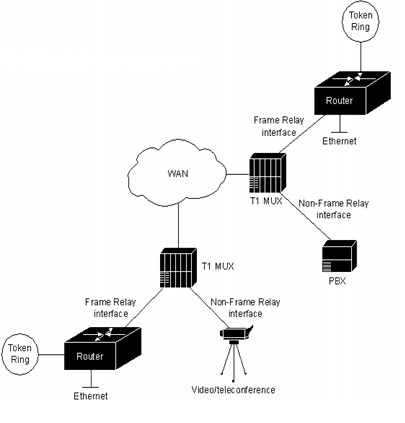 Token
Ring
Router
Frame Relay
interface
Ethernet
WAN
T1 MUX
Non-Frame Relay
interface
PBX
T1 MUX
Frame Relay
interface
Non-Frame Relay
interface
Token
Ring
Router
Ethernet
Video/teleconference